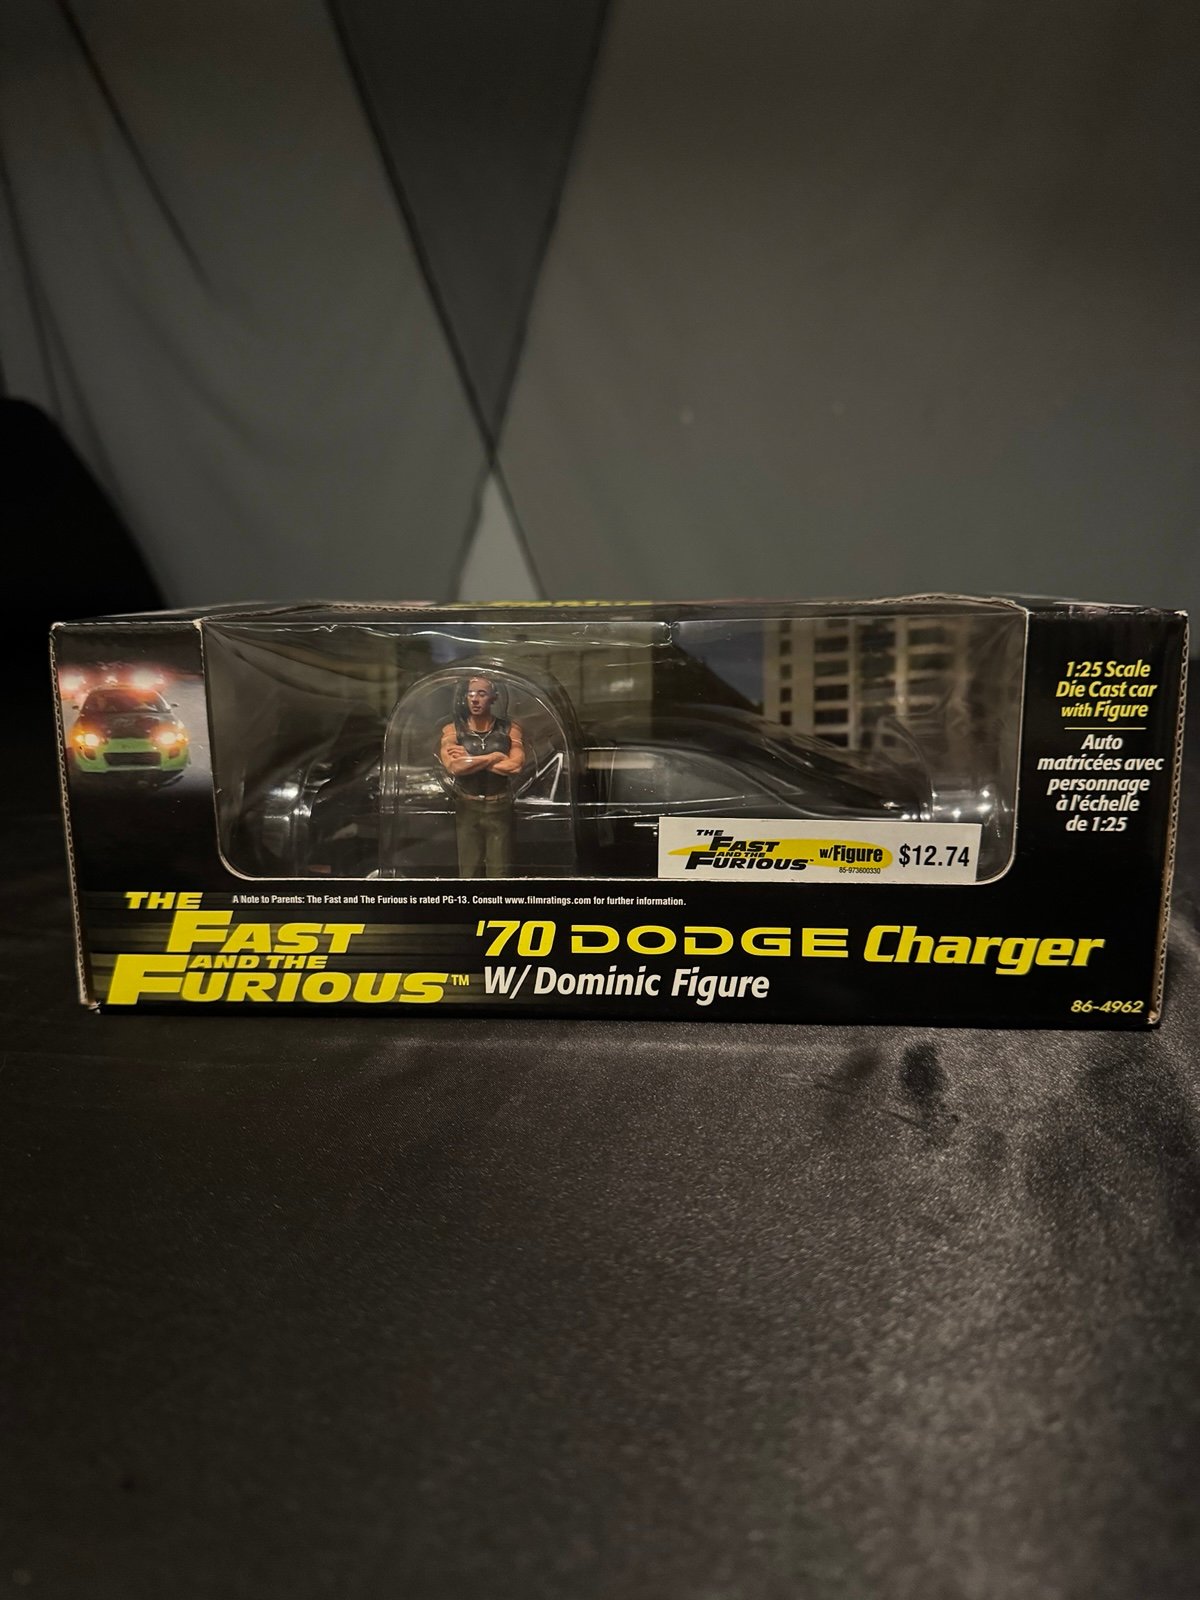 1:25 Scale
Die Cast car
with Figure
Auto
matricées avec
personnage
à l'échelle
de 1:25
THE
FAST
AND THE
FURIOUS
w/Figure
85-973600330
$12.74
A Note to Parents: The Fast and The Furious is rated PG-13. Consult www.filmratings.com for further information.
THE
FAST
AND THE
FURIOUS™
'70 DODGE Charger
W/ Dominic Figure
86-4962